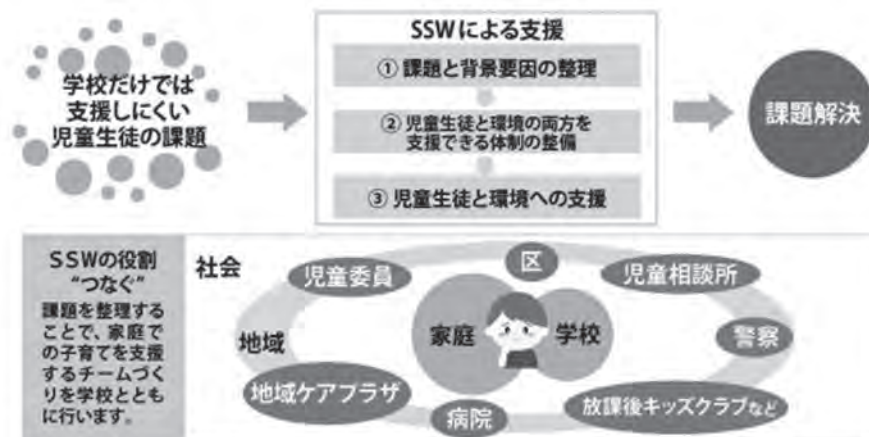 学校だけでは
支援しにくい
児童生徒の課題
SSWによる支援
① 課題と背景要因の整理
② 児童生徒と環境の両方を
支援できる体制の整備
③ 児童生徒と環境への支援
課題解決
SSWの役割
“つなぐ”
課題を整理する
ことで、家庭で
の子育てを支援
するチームづく
りを学校ととも
に行います。
社会
児童委員
区
児童相談所
地域
家庭
学校
警察
地域ケアプラザ
病院
放課後キッズクラブなど